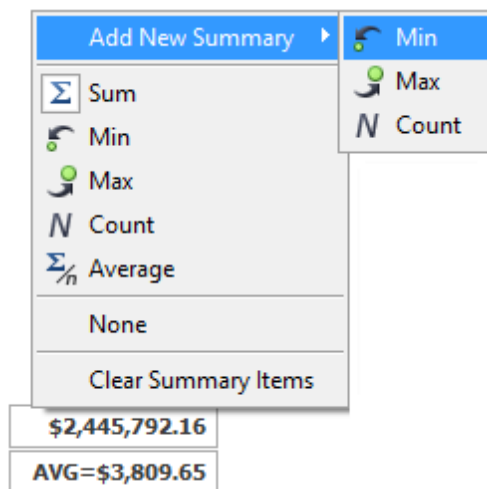 Add New Summary
Σ Sum
Min
Max
N Count
Σ/n Average
None
Clear Summary Items
Min
Max
N Count
$2,445,792.16
AVG=$3,809.65